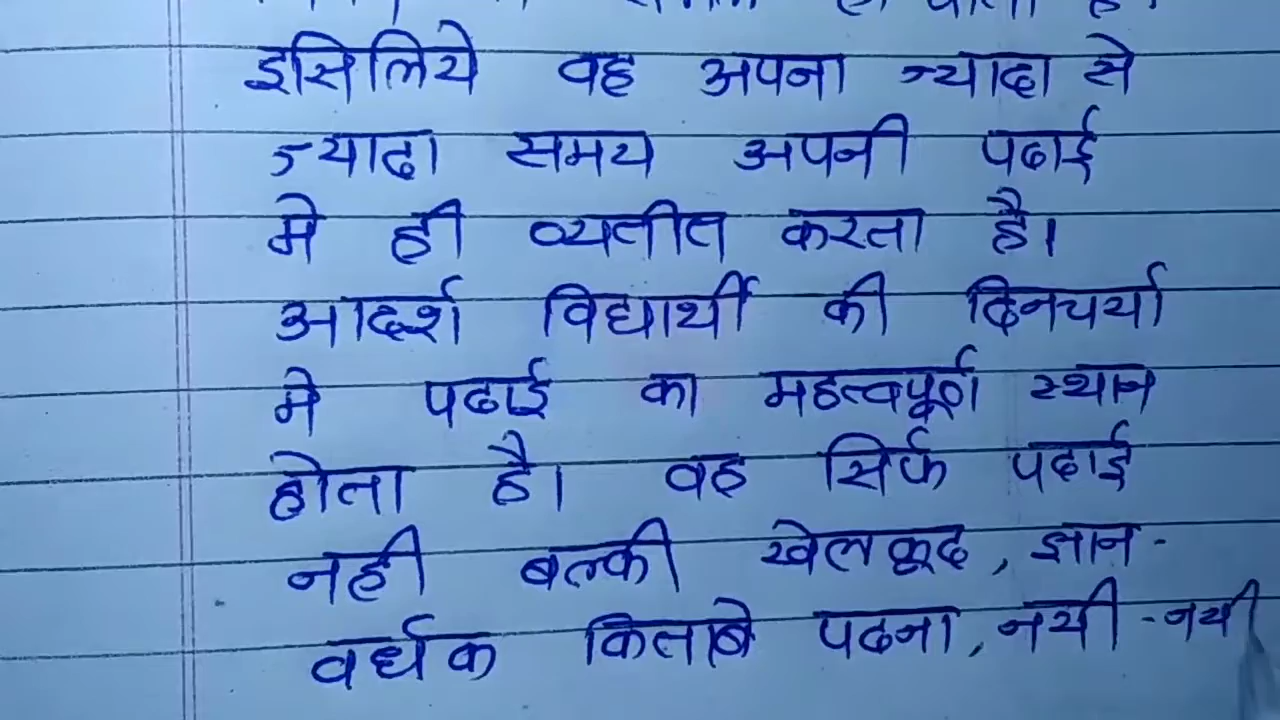 इसिलिये वह अपना ज्यादा से
ज्यादा समय अपनी पढाई
मे ही व्यतीत करता है।
आदर्श विद्यार्थी की दिनचर्या
मे पढाई का महत्वपूर्ण स्थान
होता है। वह सिर्फ पढाई
नही बल्की खेलकूद, ज्ञान-
वर्धक किताबे पढना, नयी-नयी